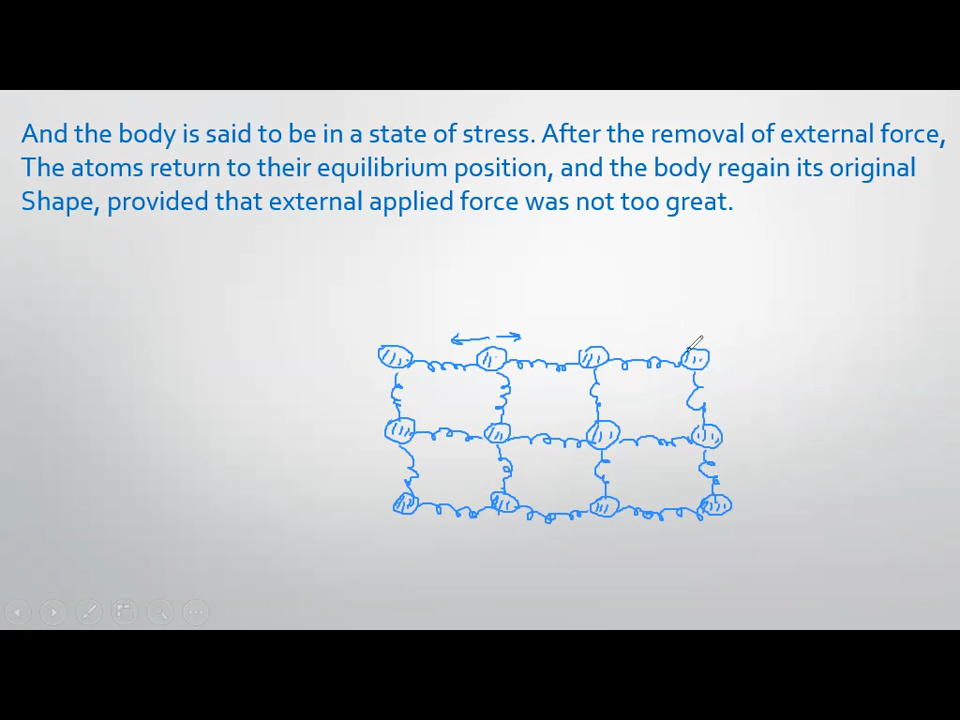 And the body is said to be in a state of stress. After the removal of external force,
The atoms return to their equilibrium position, and the body regain its original
Shape, provided that external applied force was not too great.